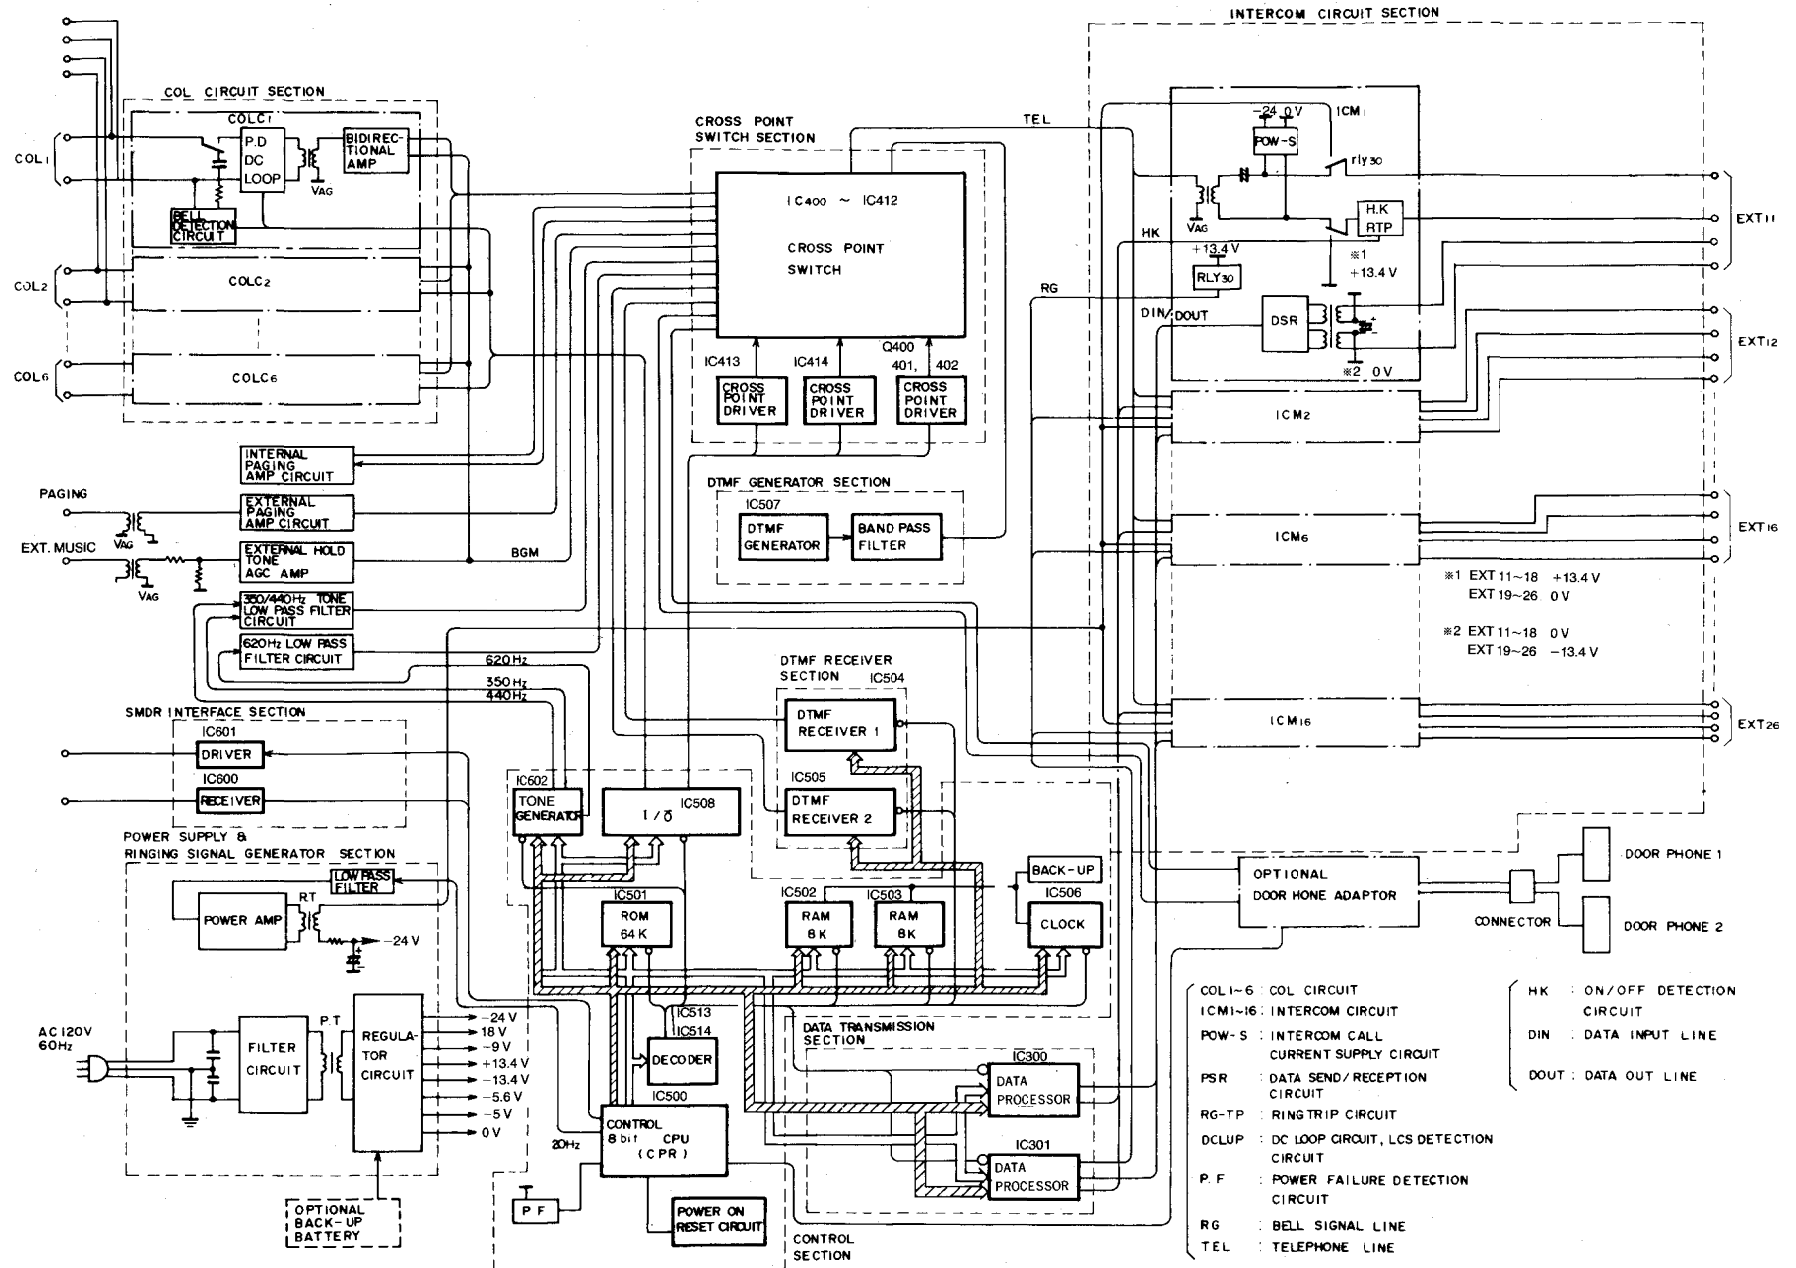 INTERCOM CIRCUIT SECTION
COL CIRCUIT SECTION
COLC1
P.D
DC
LOOP
BIDIREC-
TIONAL
AMP
VAG
BELL
DETECTION
CIRCUIT
COL1
COL2
COLC2
COL6
COLC6
CROSS POINT
SWITCH SECTION
IC400 ~ IC412
CROSS POINT
SWITCH
IC413
CROSS
POINT
DRIVER
IC414
CROSS
POINT
DRIVER
Q400
401, 402
CROSS
POINT
DRIVER
TEL
HK
RG
DIN/DOUT
-24 0V
ICM1
POW-S
rly30
VAG
H.K
RTP
+13.4V
RLY30
※1
+13.4V
DSR
+
-
※2 0V
EXT11
EXT12
ICM2
ICM6
EXT16
※1 EXT11~18 +13.4V
EXT19~26 0V
※2 EXT11~18 0V
EXT19~26 -13.4V
ICM16
EXT26
INTERNAL
PAGING
AMP CIRCUIT
PAGING
VAG
EXTERNAL
PAGING
AMP CIRCUIT
EXT. MUSIC
VAG
EXTERNAL HOLD
TONE
AGC AMP
BGM
350/440Hz TONE
LOW PASS FILTER
CIRCUIT
620Hz LOW PASS
FILTER CIRCUIT
620Hz
350Hz
440Hz
DTMF GENERATOR SECTION
IC507
DTMF
GENERATOR
BAND PASS
FILTER
DTMF RECEIVER
SECTION
IC504
DTMF
RECEIVER 1
IC505
DTMF
RECEIVER 2
SMDR INTERFACE SECTION
IC601
DRIVER
IC600
RECEIVER
IC602
TONE
GENERATOR
IC508
I/O
POWER SUPPLY &
RINGING SIGNAL GENERATOR SECTION
LOW PASS
FILTER
POWER AMP
R.T
-24V
+
-
IC501
ROM
64K
IC502
RAM
8K
IC503
RAM
8K
BACK-UP
IC506
CLOCK
OPTIONAL
DOOR HONE ADAPTOR
CONNECTOR
DOOR PHONE 1
DOOR PHONE 2
AC120V
60Hz
FILTER
CIRCUIT
P.T
REGULA-
TOR
CIRCUIT
-24V
18V
-9V
+13.4V
-13.4V
-5.6V
-5V
0V
OPTIONAL
BACK-UP
BATTERY
IC513
IC514
DECODER
IC500
CONTROL
8bit CPU
(CPR)
20Hz
PF
POWER ON
RESET CIRCUIT
CONTROL
SECTION
DATA TRANSMISSION
SECTION
IC300
DATA
PROCESSOR
IC301
DATA
PROCESSOR
COL1~6 : COL CIRCUIT
ICM1~16 : INTERCOM CIRCUIT
POW-S : INTERCOM CALL
CURRENT SUPPLY CIRCUIT
PSR : DATA SEND/RECEPTION
CIRCUIT
RG-TP : RING TRIP CIRCUIT
DCLUP : DC LOOP CIRCUIT, LCS DETECTION
CIRCUIT
P.F : POWER FAILURE DETECTION
CIRCUIT
RG : BELL SIGNAL LINE
TEL : TELEPHONE LINE
HK : ON/OFF DETECTION
CIRCUIT
DIN : DATA INPUT LINE
DOUT : DATA OUT LINE